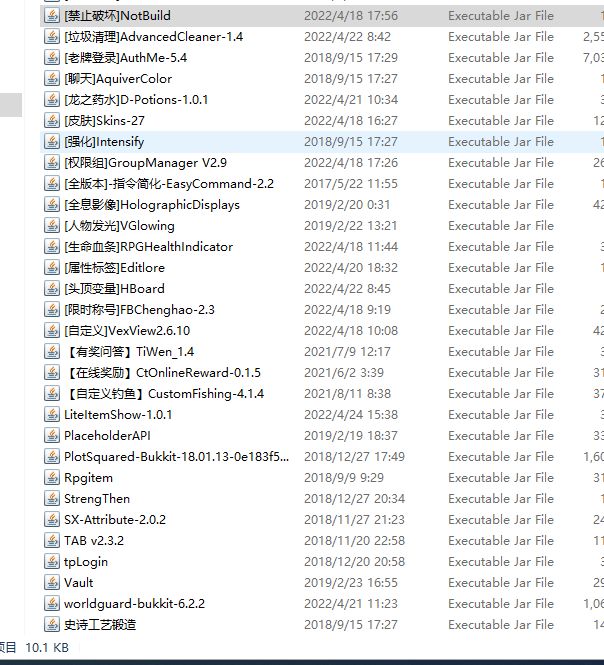 [禁止破坏]NotBuild 2022/4/18 17:56 Executable Jar File
[垃圾清理]AdvancedCleaner-1.4 2022/4/22 8:42 Executable Jar File 2,55
[老牌登录]AuthMe-5.4 2018/9/15 17:29 Executable Jar File 7,03
[聊天]AquiverColor 2018/9/15 17:27 Executable Jar File 1
[龙之药水]D-Potions-1.0.1 2022/4/21 10:34 Executable Jar File 3
[皮肤]Skins-27 2022/4/18 16:27 Executable Jar File 12
[强化]Intensify 2018/9/15 17:27 Executable Jar File 1
[权限组]GroupManager V2.9 2022/4/18 17:26 Executable Jar File 26
[全版本]-指令简化-EasyCommand-2.2 2017/5/22 11:55 Executable Jar File 1
[全息影像]HolographicDisplays 2019/2/20 0:31 Executable Jar File 42
[人物发光]VGlowing 2019/2/22 13:21 Executable Jar File
[生命血条]RPGHealthIndicator 2022/4/18 11:44 Executable Jar File 3
[属性标签]Editlore 2022/4/20 18:32 Executable Jar File 1
[头顶变量]HBoard 2022/4/22 8:45 Executable Jar File
[限时称号]FBChenghao-2.3 2022/4/18 9:19 Executable Jar File 2
[自定义]VexView2.6.10 2022/4/18 10:08 Executable Jar File 42
【有奖问答】TiWen_1.4 2021/7/9 12:17 Executable Jar File 3
【在线奖励】CtOnlineReward-0.1.5 2021/6/2 3:39 Executable Jar File 31
【自定义钓鱼】CustomFishing-4.1.4 2021/8/11 8:38 Executable Jar File 37
LiteItemShow-1.0.1 2022/4/24 15:38 Executable Jar File 3
PlaceholderAPI 2019/2/19 18:37 Executable Jar File 33
PlotSquared-Bukkit-18.01.13-0e183f5... 2018/12/27 17:49 Executable Jar File 1,60
Rpgitem 2018/9/9 9:29 Executable Jar File 31
StrengThen 2018/12/27 20:34 Executable Jar File 1
SX-Attribute-2.0.2 2018/11/27 21:23 Executable Jar File 24
TAB v2.3.2 2018/11/20 22:58 Executable Jar File 11
tpLogin 2018/12/20 20:58 Executable Jar File
Vault 2019/2/23 16:55 Executable Jar File 29
worldguard-bukkit-6.2.2 2022/4/21 11:23 Executable Jar File 1,06
史诗工艺锻造 2018/9/15 17:27 Executable Jar File 14
项目 10.1 KB